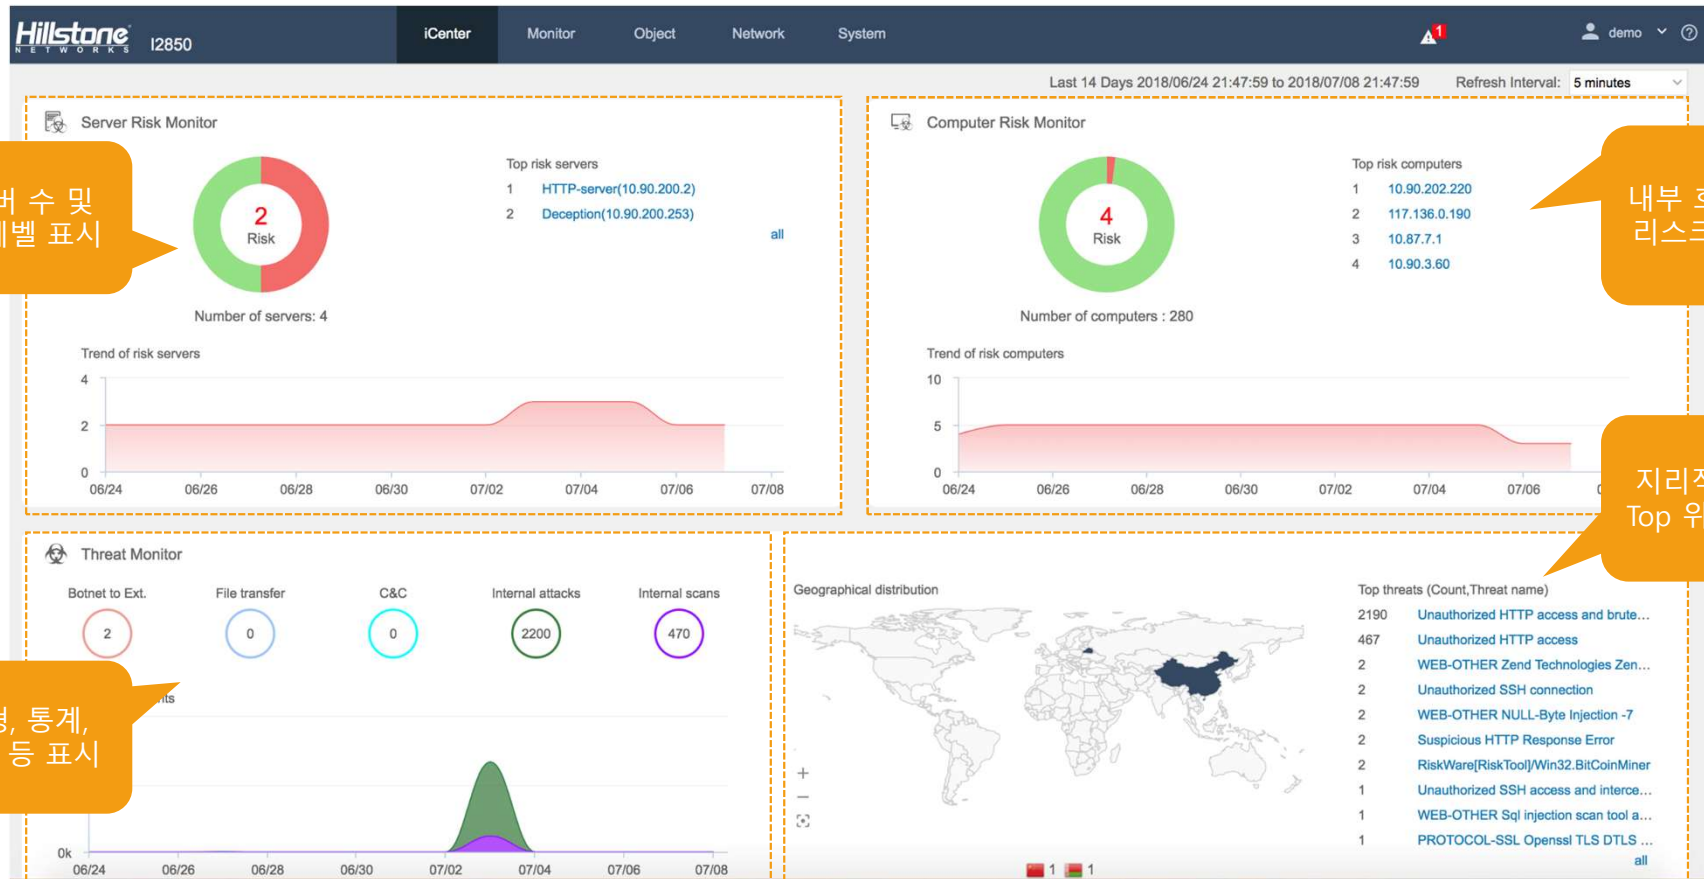 Hillstone
NETWORKS
I2850
iCenter
Monitor
Object
Network
System
1
demo
Last 14 Days 2018/06/24 21:47:59 to 2018/07/08 21:47:59
Refresh Interval: 5 minutes
Server Risk Monitor
2
Risk
Number of servers: 4
Top risk servers
1 HTTP-server(10.90.200.2)
2 Deception(10.90.200.253)
all
수 및
표시
Trend of risk servers
4
2
0
06/24 06/26 06/28 06/30 07/02 07/04 07/06 07/08
Computer Risk Monitor
4
Risk
Number of computers : 280
Top risk computers
1 10.90.202.220
2 117.136.0.190
3 10.87.7.1
4 10.90.3.60
내부
Trend of risk computers
10
5
0
06/24 06/26 06/28 06/30 07/02 07/04 07/06
Top
Threat Monitor
Botnet to Ext. File transfer C&C Internal attacks Internal scans
2 0 0 2200 470
통계,
등 표시
0k
06/24 06/26 06/28 06/30 07/02 07/04 07/06 07/08
Geographical distribution
1 1
Top threats (Count,Threat name)
2190 Unauthorized HTTP access and brute...
467 Unauthorized HTTP access
2 WEB-OTHER Zend Technologies Zen...
2 Unauthorized SSH connection
2 WEB-OTHER NULL-Byte Injection -7
2 Suspicious HTTP Response Error
2 RiskWare[RiskTool]/Win32.BitCoinMiner
1 Unauthorized SSH access and interce...
1 WEB-OTHER Sql injection scan tool a...
1 PROTOCOL-SSL Openssl TLS DTLS ...
all